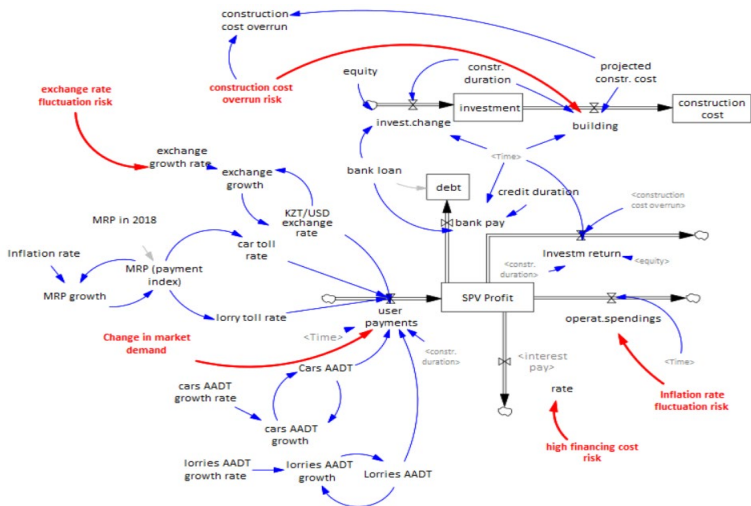 construction
cost overrun
exchange rate
fluctuation risk
construction cost
overrun risk
equity
constr.
duration
projected
constr. cost
investment
construction
cost
invest.change
building
<Time>
exchange
growth rate
exchange
growth
bank loan
debt
credit duration
<construction
cost overrun>
MRP in 2018
KZT/USD
exchange
rate
bank pay
car toll
rate
Inflation rate
MRP (payment
index)
MRP growth
Investm return
<constr.
duration>
<equity>
lorry toll rate
SPV Profit
user
payments
operat.spendings
Change in market
demand
<Time>
<constr.
duration>
<interest
pay>
<Time>
Cars AADT
cars AADT
growth rate
rate
Inflation rate
fluctuation risk
cars AADT
growth
high financing cost
risk
lorries AADT
growth rate
lorries AADT
growth
Lorries AADT